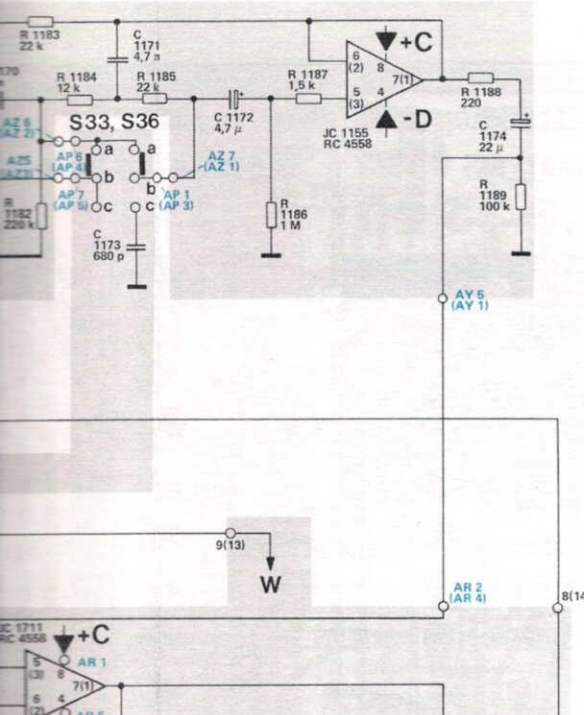 R 1183
22 k
C
1171
4,7 n
R 1184
12 k
R 1185
22 k
S33, S36
C 1172
4,7 µ
R 1187
1,5 k
6
(2)
8
7(1)
5
(3)
4
+C
-D
JC 1155
RC 4558
R 1188
220
C
1174
22 µ
R
1189
100 k
AZ 6
(AZ 2)
AZ5
AP 6
(AP 4)
AP 7
(AP 5)
a
b
c
a
b
c
AZ 7
(AZ 1)
AP 1
(AP 3)
R
1182
220 k
C
1173
680 p
R
1186
1 M
AY 5
(AY 1)
9(13)
W
AR 2
(AR 4)
8(14
JC 1711
RC 4558
+C
AR 1
5
(3)
8
7(1)
6
(2)
4